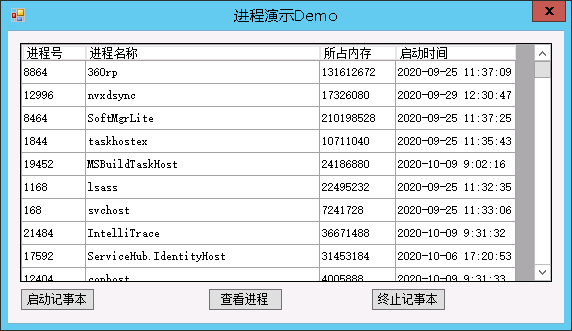 进程演示Demo
进程号 进程名称 所占内存 启动时间
8864 360rp 131612672 2020-09-25 11:37:09
12996 nvxdsync 17326080 2020-09-29 12:30:47
8464 SoftMgrLite 210198528 2020-09-25 11:37:25
1844 taskhostex 10711040 2020-09-25 11:35:43
19452 MSBuildTaskHost 24186880 2020-10-09 9:02:16
1168 lsass 22495232 2020-09-25 11:32:35
168 svchost 7241728 2020-09-25 11:33:06
21484 IntelliTrace 36671488 2020-10-09 9:31:32
17592 ServiceHub.IdentityHost 31453184 2020-10-06 17:20:53
12404 conhost 4005888 2020-10-09 9:31:33
启动记事本 查看进程 终止记事本